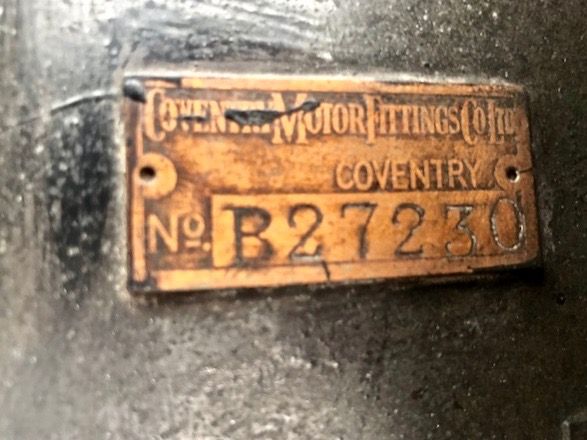 COVENTRY MOTOR FITTINGS CO LTD
COVENTRY
No. B27230